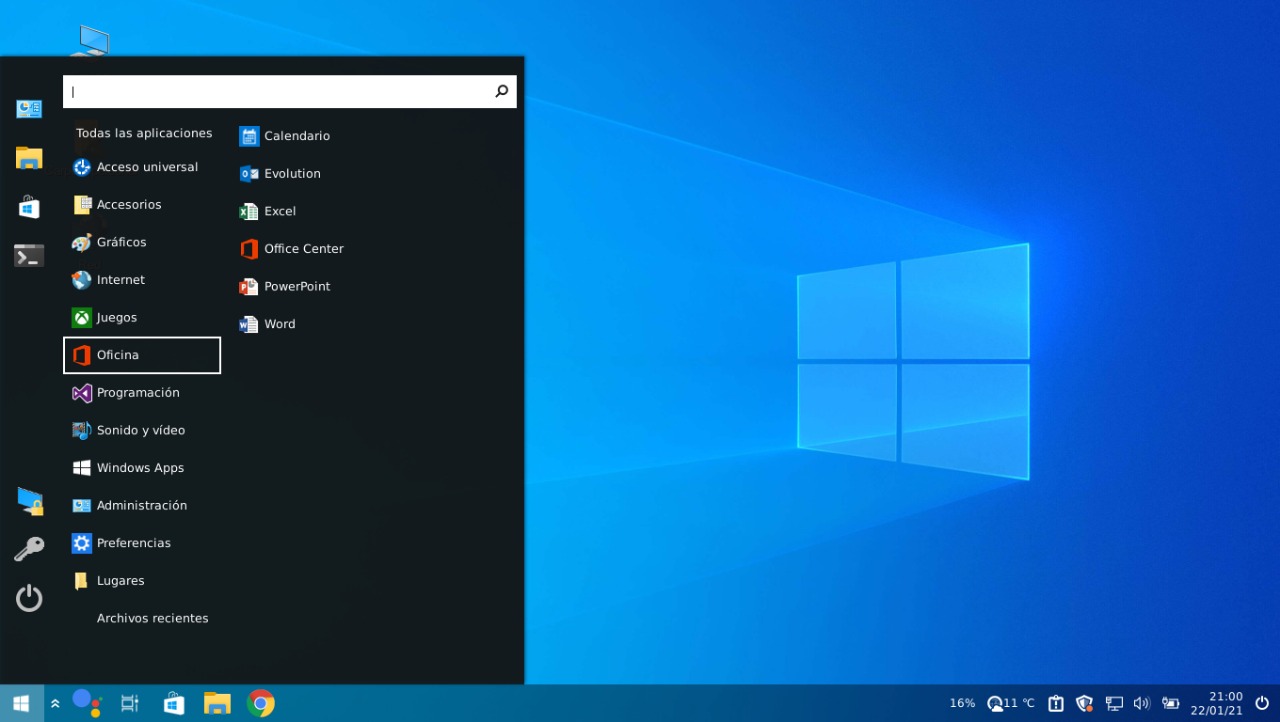 Todas las aplicaciones
Acceso universal
Accesorios
Gráficos
Internet
Juegos
Oficina
Programación
Sonido y vídeo
Windows Apps
Administración
Preferencias
Lugares
Archivos recientes
Calendario
Evolution
Excel
Office Center
PowerPoint
Word
16%
11 ℃
21:00
22/01/21